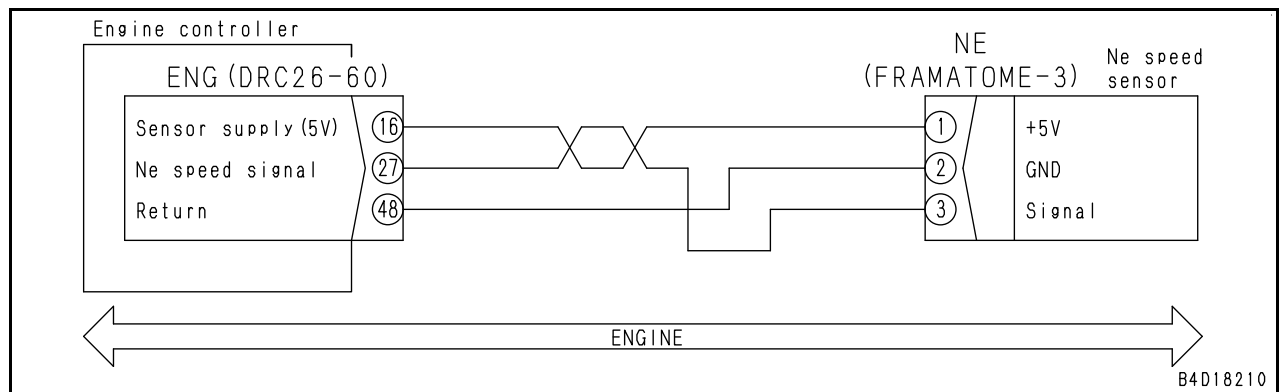 Engine controller
ENG (DRC26-60)
Sensor supply (5V)
16
Ne speed signal
27
Return
48
NE
(FRAMATOME-3)
Ne speed
sensor
1
+5V
2
GND
3
Signal
ENGINE
B4D18210